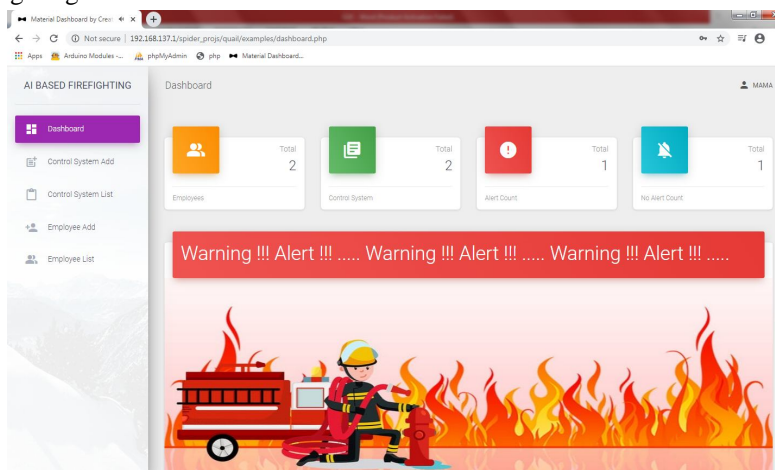 Material Dashboard by Creat
Not secure | 192.168.137.1/spider_projs/quail/examples/dashboard.php
Apps Arduino Modules -... phpMyAdmin php Material Dashboard...
AI BASED FIREFIGHTING
Dashboard
MAMA
Dashboard
Control System Add
Control System List
Employee Add
Employee List
Total
2
Employees
Total
2
Control System
Total
1
Alert Count
Total
1
No Alert Count
Warning !!! Alert !!! ..... Warning !!! Alert !!! ..... Warning !!! Alert !!! .....